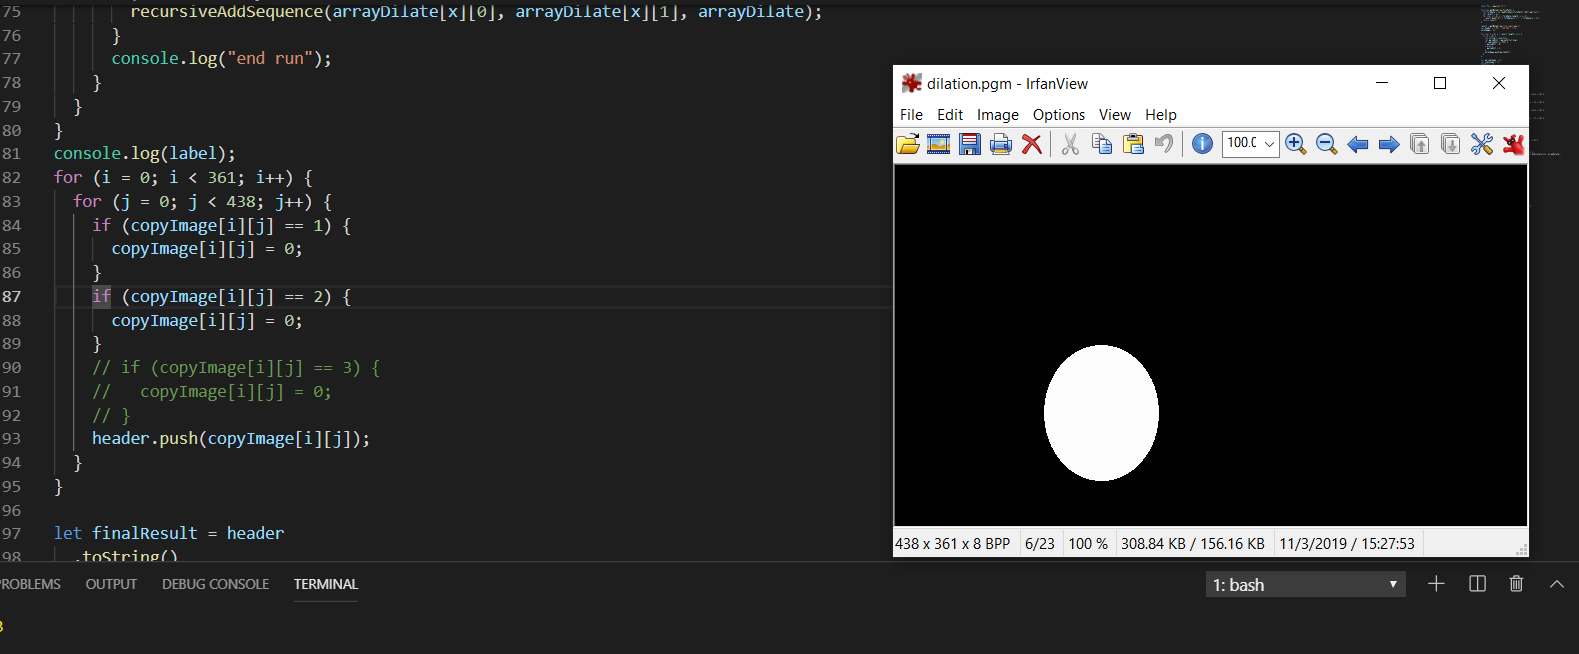 75 recursiveAddSequence(arrayDilate[x][0], arrayDilate[x][1], arrayDilate);
76 }
77 console.log("end run");
78 }
79 }
80 }
81 console.log(label);
82 for (i = 0; i < 361; i++) {
83 for (j = 0; j < 438; j++) {
84 if (copyImage[i][j] == 1) {
85 copyImage[i][j] = 0;
86 }
87 if (copyImage[i][j] == 2) {
88 copyImage[i][j] = 0;
89 }
90 // if (copyImage[i][j] == 3) {
91 //   copyImage[i][j] = 0;
92 // }
93 header.push(copyImage[i][j]);
94 }
95 }
96
97 let finalResult = header
98 .toString()
dilation.pgm - IrfanView
File Edit Image Options View Help
100.0
438 x 361 x 8 BPP 6/23 100 % 308.84 KB / 156.16 KB 11/3/2019 / 15:27:53
PROBLEMS OUTPUT DEBUG CONSOLE TERMINAL
1: bash
3